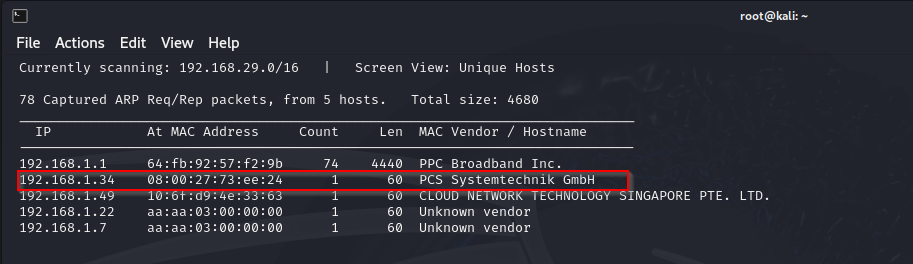 root@kali: ~
File Actions Edit View Help
Currently scanning: 192.168.29.0/16 | Screen View: Unique Hosts
78 Captured ARP Req/Rep packets, from 5 hosts. Total size: 4680
IP At MAC Address Count Len MAC Vendor / Hostname
192.168.1.1 64:fb:92:57:f2:9b 74 4440 PPC Broadband Inc.
192.168.1.34 08:00:27:73:ee:24 1 60 PCS Systemtechnik GmbH
192.168.1.49 10:6f:d9:4e:33:63 1 60 CLOUD NETWORK TECHNOLOGY SINGAPORE PTE. LTD.
192.168.1.22 aa:aa:03:00:00:00 1 60 Unknown vendor
192.168.1.7 aa:aa:03:00:00:00 1 60 Unknown vendor